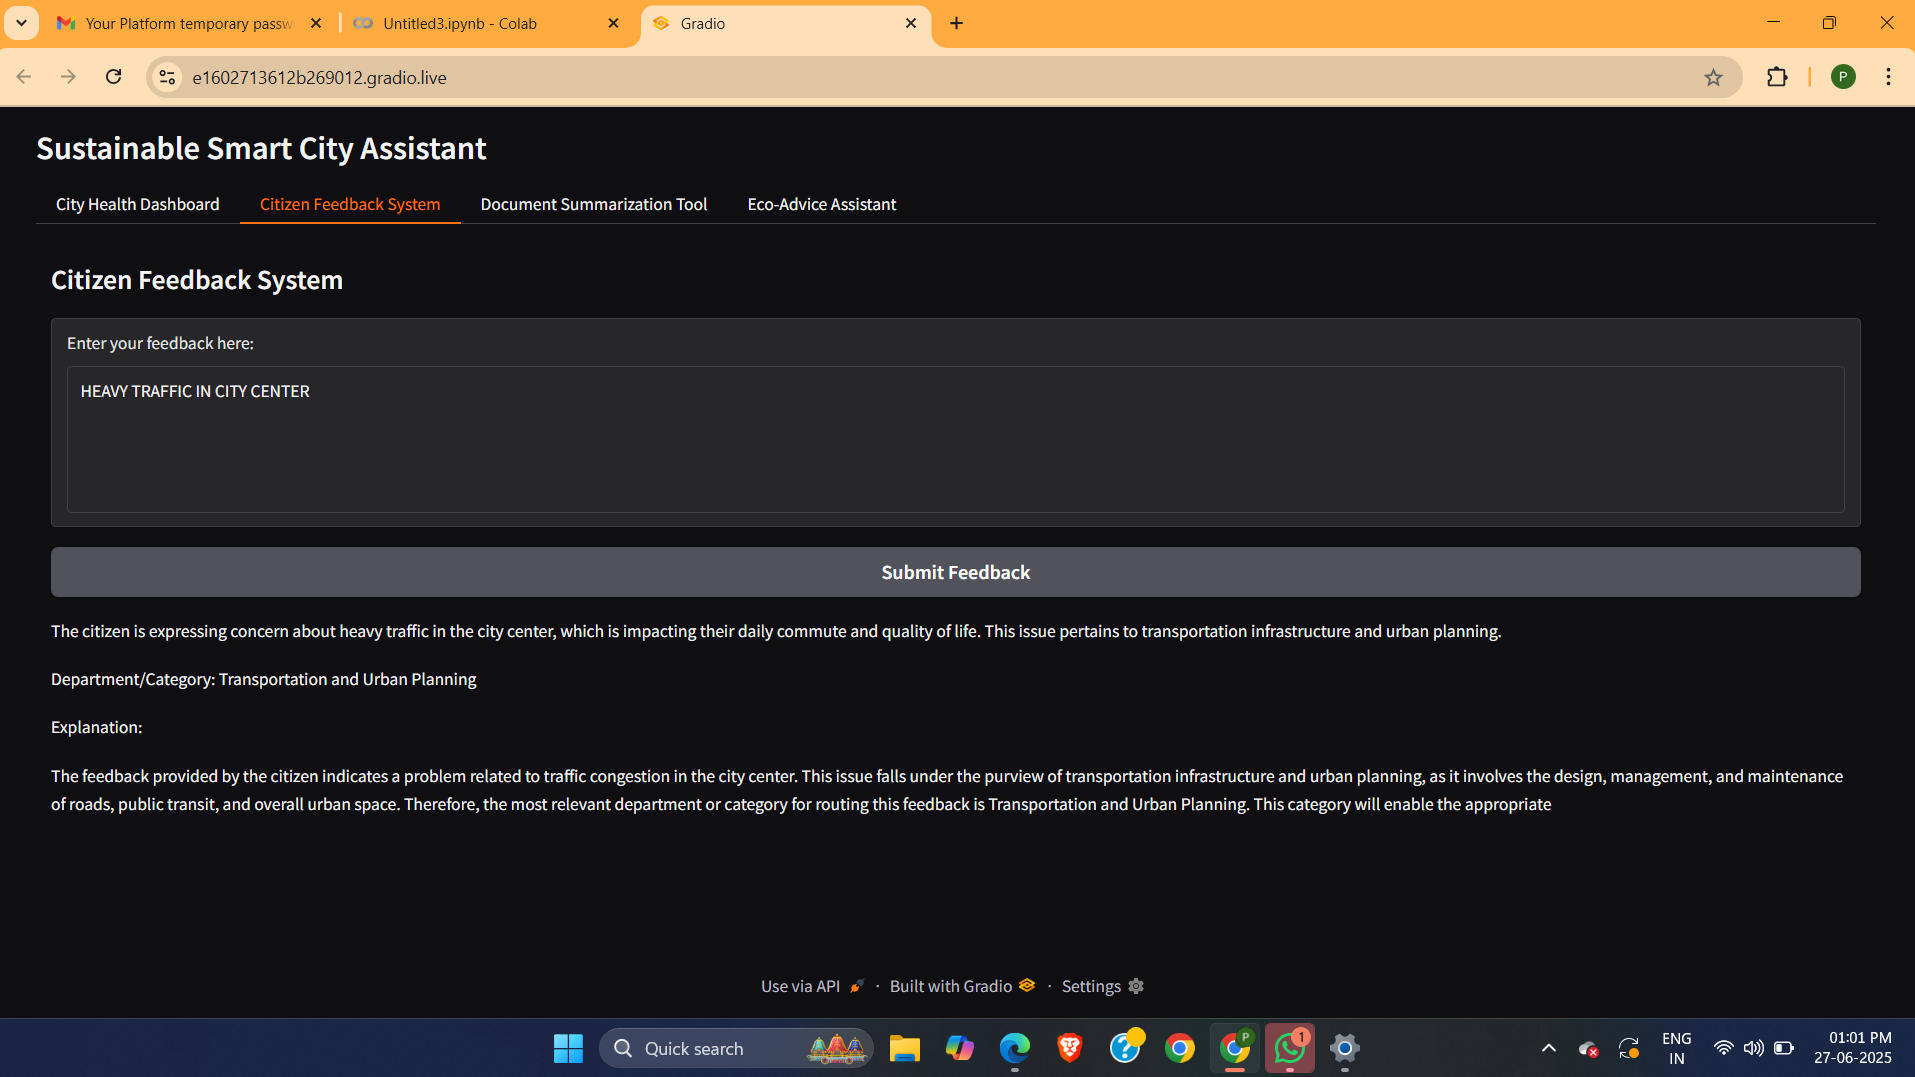 Your Platform temporary passw
Untitled3.ipynb - Colab
Gradio
e1602713612b269012.gradio.live
P
Sustainable Smart City Assistant
City Health Dashboard
Citizen Feedback System
Document Summarization Tool
Eco-Advice Assistant
Citizen Feedback System
Enter your feedback here:
HEAVY TRAFFIC IN CITY CENTER
Submit Feedback
The citizen is expressing concern about heavy traffic in the city center, which is impacting their daily commute and quality of life. This issue pertains to transportation infrastructure and urban planning.
Department/Category: Transportation and Urban Planning
Explanation:
The feedback provided by the citizen indicates a problem related to traffic congestion in the city center. This issue falls under the purview of transportation infrastructure and urban planning, as it involves the design, management, and maintenance
of roads, public transit, and overall urban space. Therefore, the most relevant department or category for routing this feedback is Transportation and Urban Planning. This category will enable the appropriate
Use via API · Built with Gradio · Settings
Quick search
P
1
ENG
IN
01:01 PM
27-06-2025